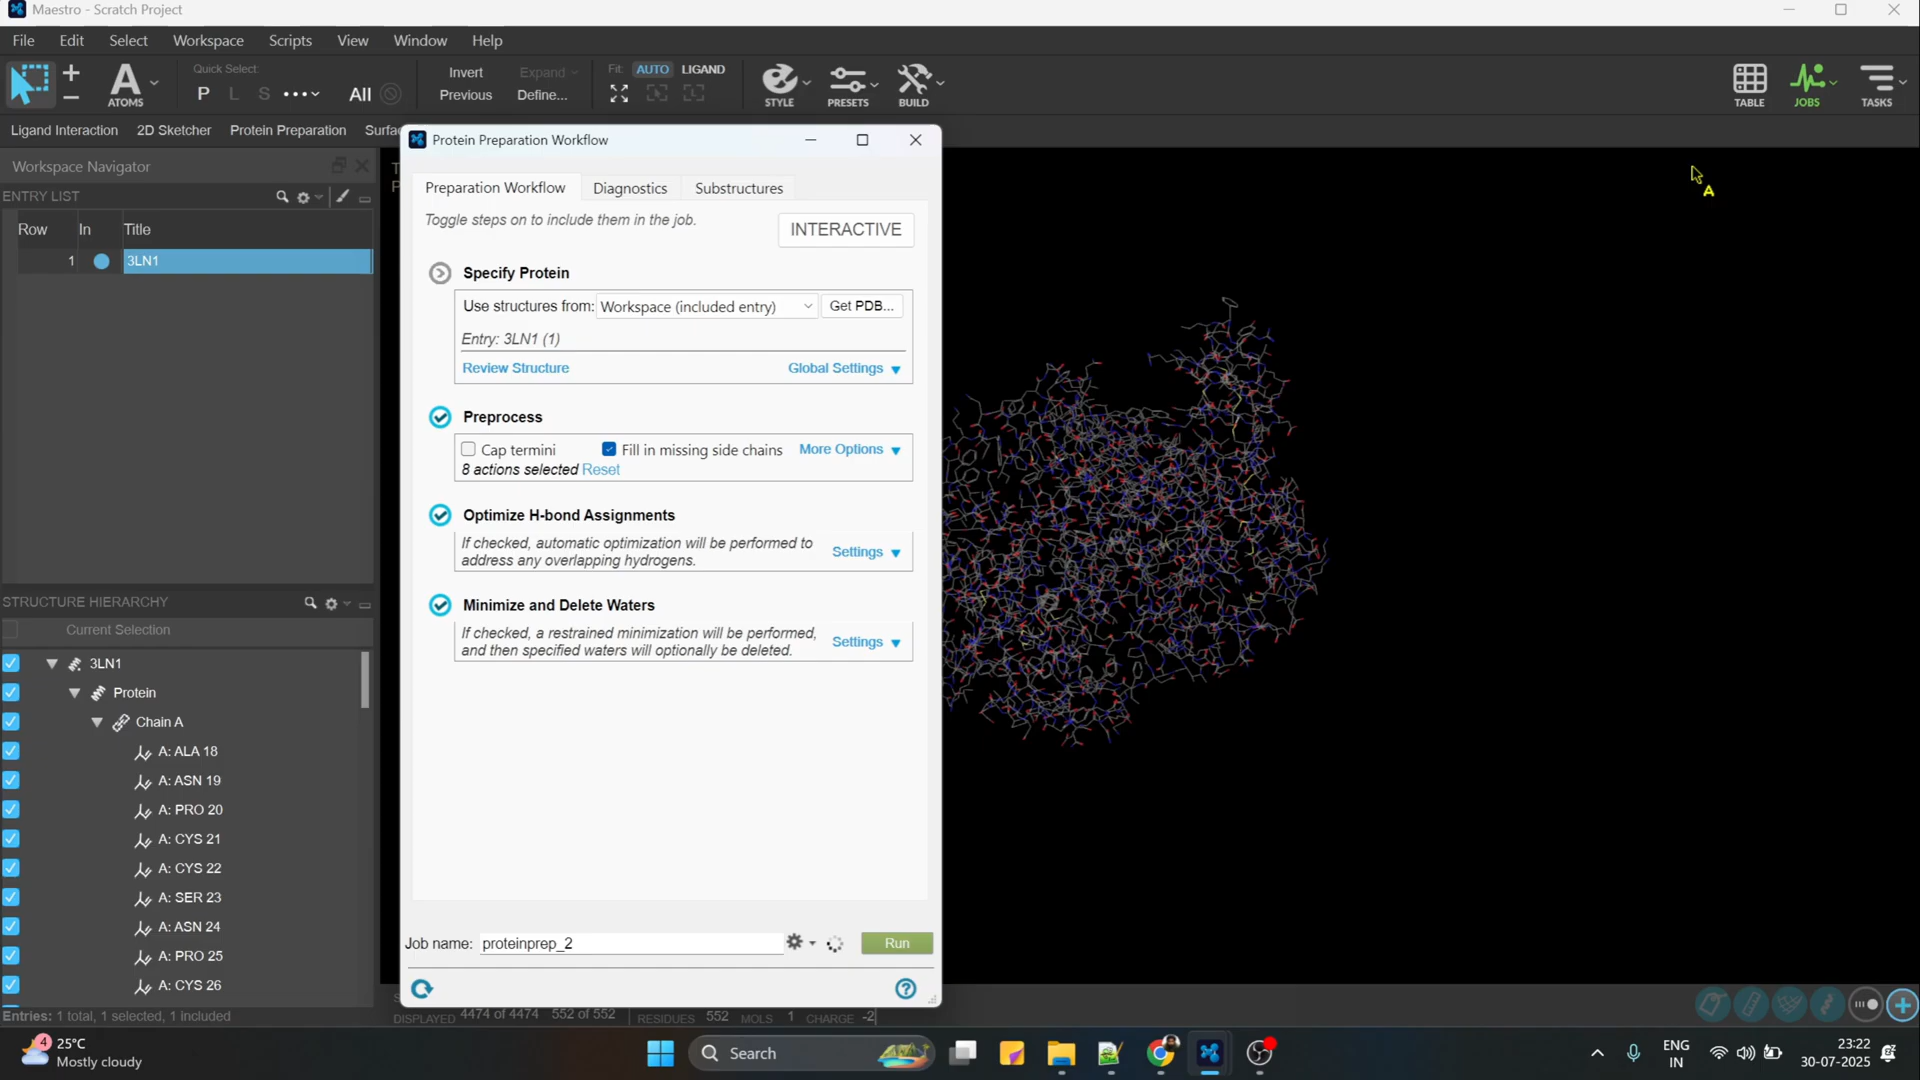 Maestro - Scratch Project
File Edit Select Workspace Scripts View Window Help
ATOMS
Quick Select:
P L S
All
Invert
Previous
Expand
Define...
Fit: AUTO LIGAND
STYLE
PRESETS
BUILD
TABLE
JOBS
TASKS
Ligand Interaction 2D Sketcher Protein Preparation
Workspace Navigator
ENTRY LIST
Row In Title
1 3LN1
STRUCTURE HIERARCHY
Current Selection
3LN1
Protein
Chain A
A: ALA 18
A: ASN 19
A: PRO 20
A: CYS 21
A: CYS 22
A: SER 23
A: ASN 24
A: PRO 25
A: CYS 26
Entries: 1 total, 1 selected, 1 included
Protein Preparation Workflow
Preparation Workflow Diagnostics Substructures
Toggle steps on to include them in the job.
INTERACTIVE
Specify Protein
Use structures from: Workspace (included entry) Get PDB...
Entry: 3LN1 (1)
Review Structure Global Settings
Preprocess
Cap termini Fill in missing side chains More Options
8 actions selected Reset
Optimize H-bond Assignments
If checked, automatic optimization will be performed to
address any overlapping hydrogens.
Settings
Minimize and Delete Waters
If checked, a restrained minimization will be performed,
and then specified waters will optionally be deleted.
Settings
Job name: proteinprep_2 Run
A
DISPLAYED 4474 of 4474 552 of 552 RESIDUES 552 MOLS 1 CHARGE -2
4
25°C
Mostly cloudy
Search
ENG
IN
23:22
30-07-2025